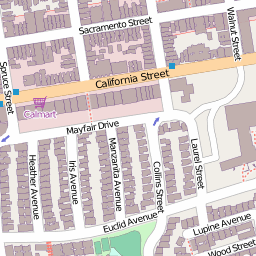 Sacramento Street
Walnut Street
California Street
Spruce Street
Calmart
Mayfair Drive
Heather Avenue
Iris Avenue
Manzanita Avenue
Collins Street
Laurel Street
Euclid Avenue
Lupine Avenue
Wood Street